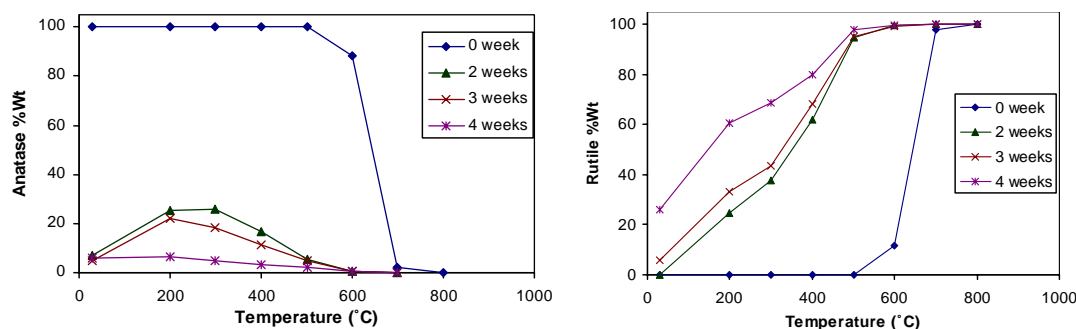 100
80
60
40
20
0
Anatase %Wt
0 200 400 600 800 1000
Temperature (˚C)
0 week
2 weeks
3 weeks
4 weeks
100
80
60
40
20
0
Rutile %Wt
0 200 400 600 800 1000
Temperature (˚C)
0 week
2 weeks
3 weeks
4 weeks